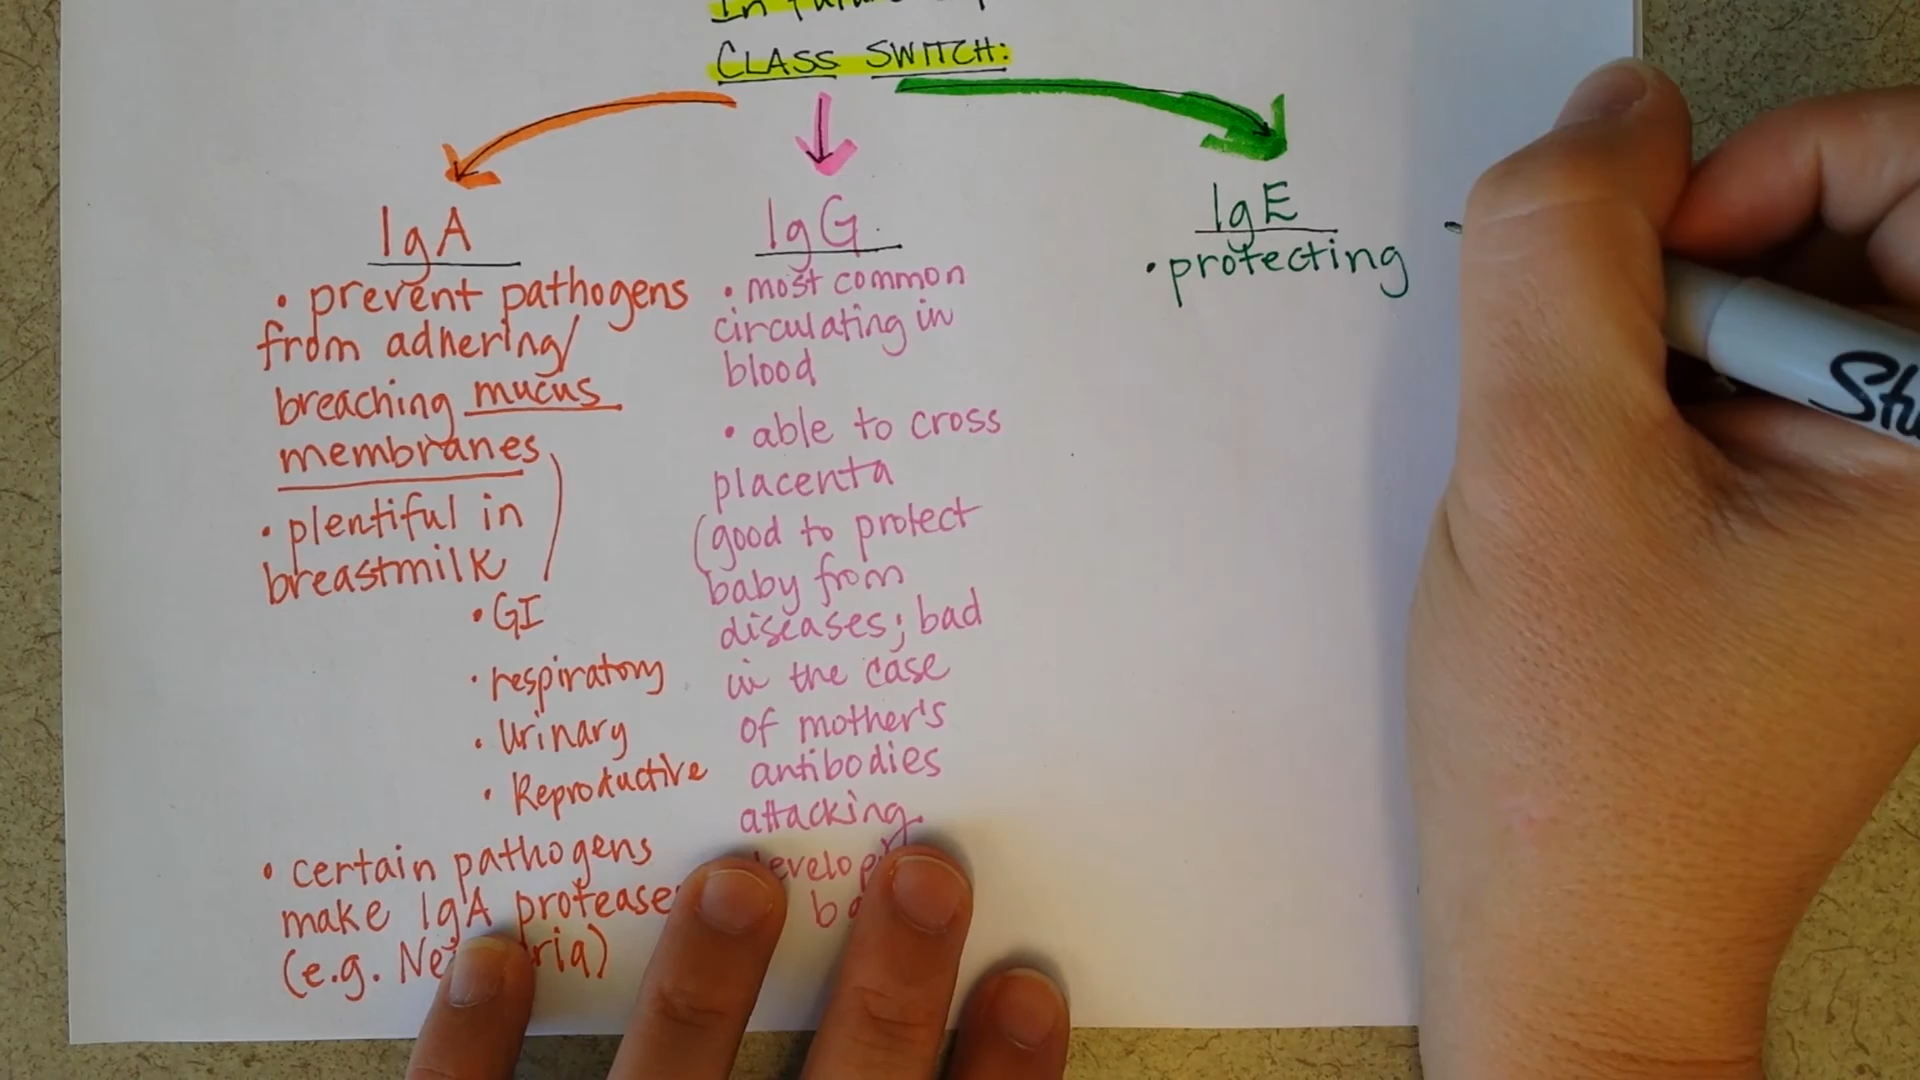 CLASS SWITCH:
IgA
• prevent pathogens
from adhering/
breaching mucus
membranes
• plentiful in
breastmilk
• GI
• respiratory
• Urinary
• Reproductive
• certain pathogens
make IgA protease
(e.g.
IgG
• most common
circulating in
blood
• able to cross
placenta
(good to protect
baby from
diseases; bad
in the case
of mother's
antibodies
attacking
IgE
• protecting